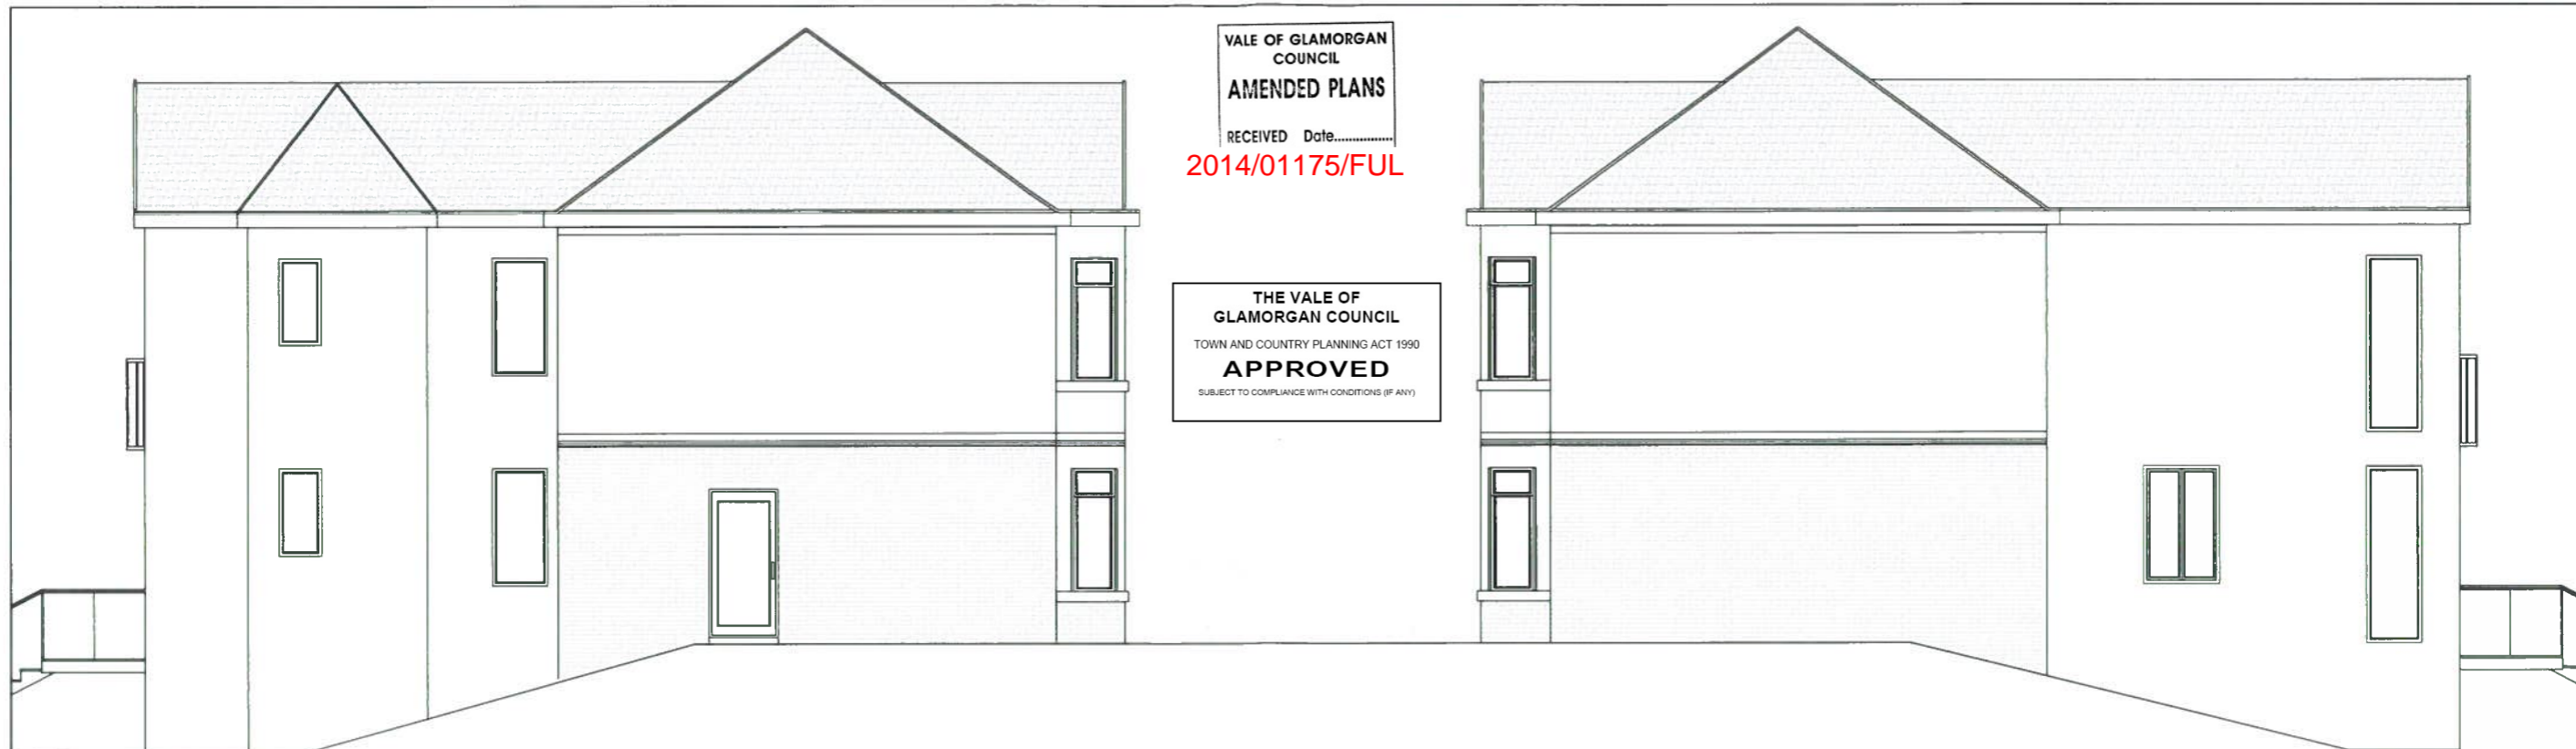 VALE OF GLAMORGAN
COUNCIL
AMENDED PLANS
RECEIVED Date...............
2014/01175/FUL
THE VALE OF
GLAMORGAN COUNCIL
TOWN AND COUNTRY PLANNING ACT 1990
APPROVED
SUBJECT TO COMPLIANCE WITH CONDITIONS (IF ANY)